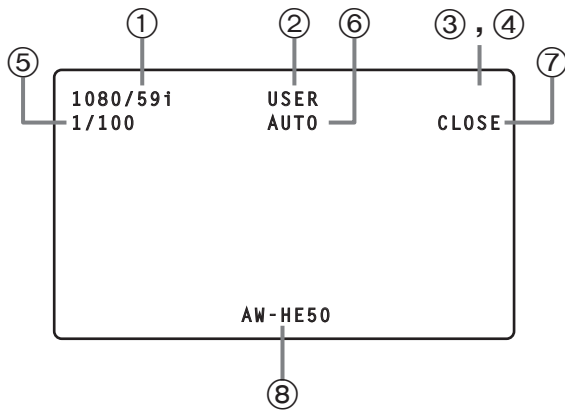 ① ② ⑥ ③ , ④
⑤ ⑦
1080/59i USER
1/100 AUTO CLOSE
AW-HE50
⑧